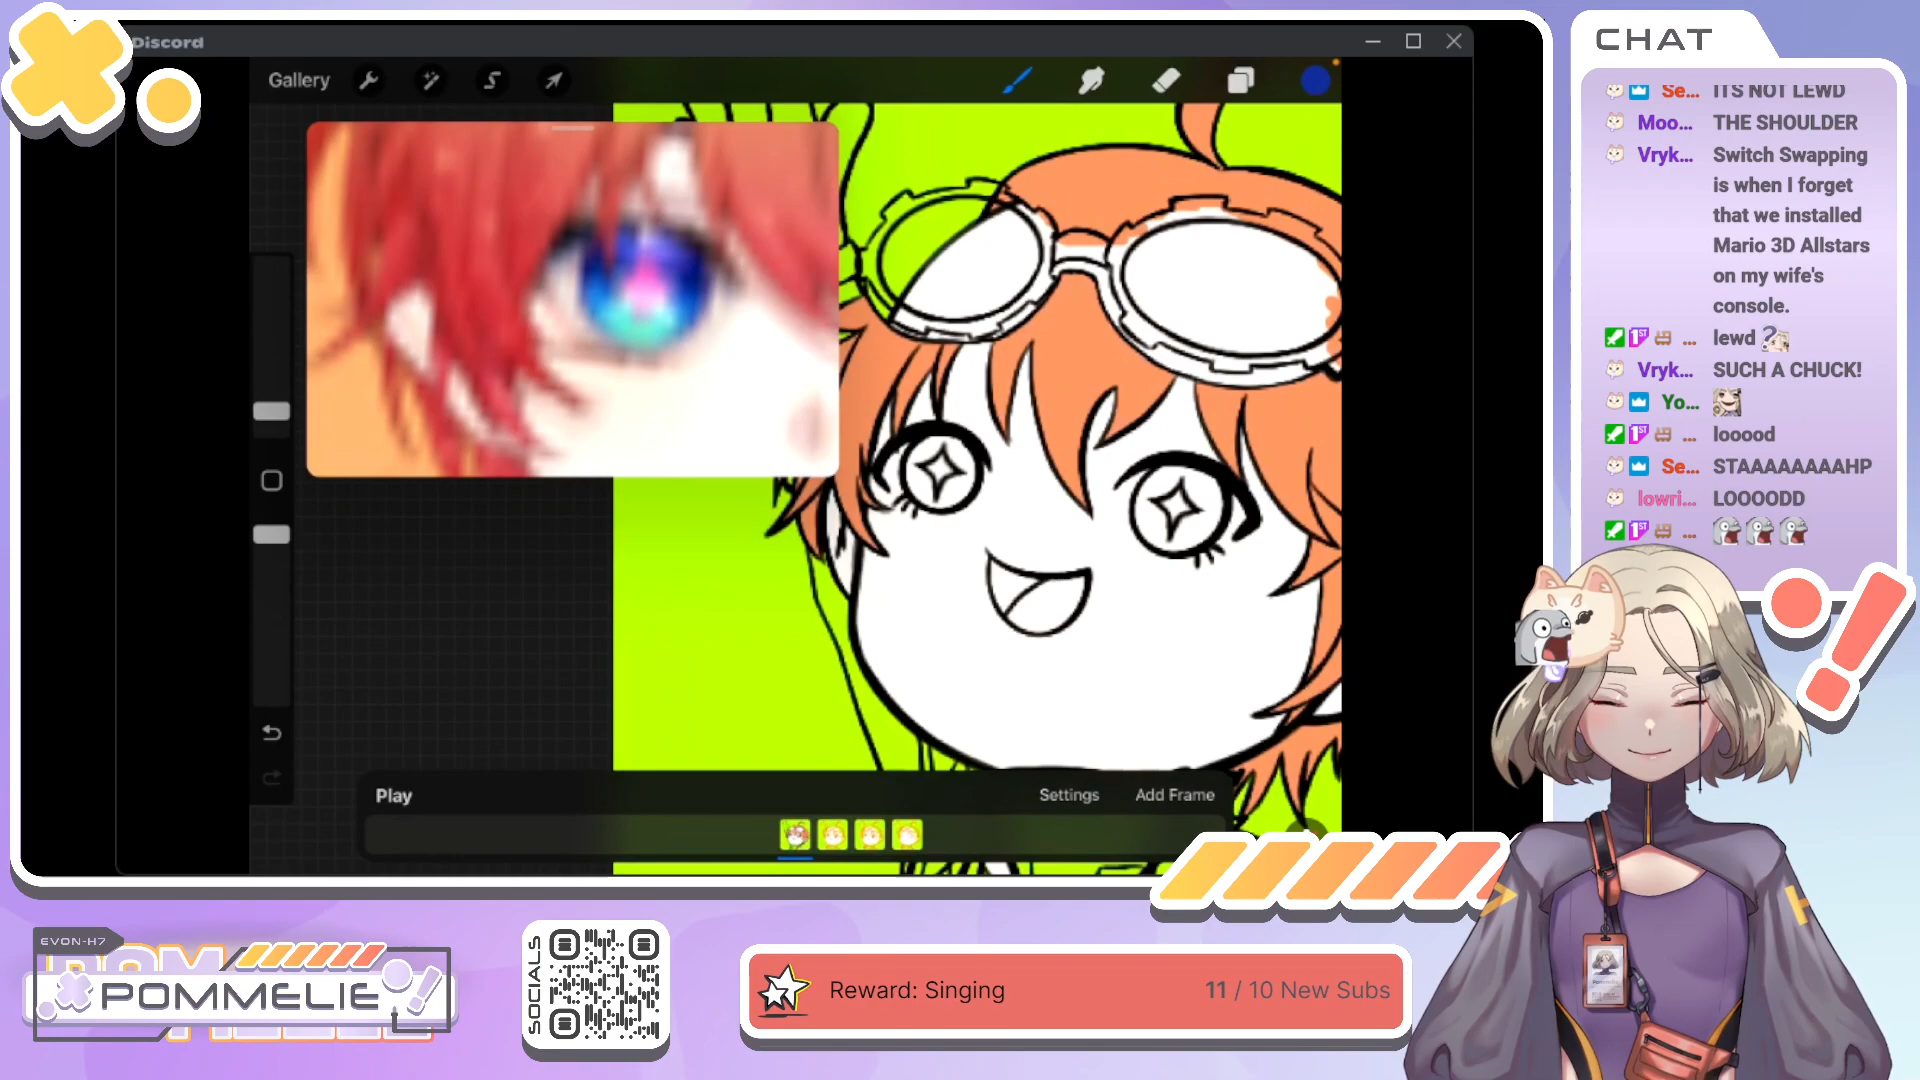 Discord
Gallery
Play
Settings
Add Frame
CHAT
Se... ITS NOT LEWD
Moo... THE SHOULDER
Vryk... Switch Swapping
is when I forget
that we installed
Mario 3D Allstars
on my wife's
console.
... lewd
Vryk... SUCH A CHUCK!
Yo...
... looood
Se... STAAAAAAAAHP
lowri... LOOOODD
...
EVON-H7
POMMELIE
SOCIALS
Reward: Singing
11 / 10 New Subs